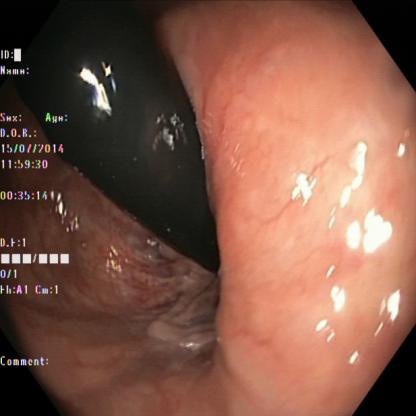 ID:
Name:
Sex: Age:
D.O.B.:
15/07/2014
11:59:30
00:35:14
D.F:1
■■■/■■■
0/1
Eh:A1 Cm:1
Comment: